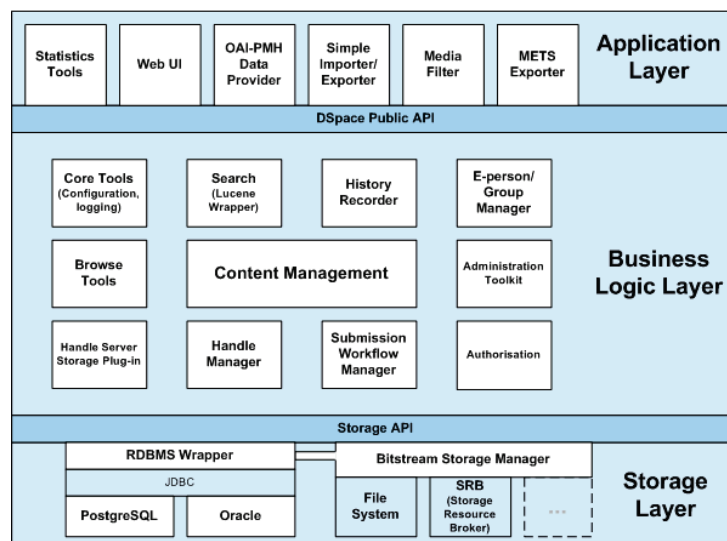 Statistics
Tools
Web UI
OAI-PMH
Data
Provider
Simple
Importer/
Exporter
Media
Filter
METS
Exporter
Application
Layer
DSpace Public API
Core Tools
(Configuration,
logging)
Search
(Lucene
Wrapper)
History
Recorder
E-person/
Group
Manager
Browse
Tools
Content Management
Administration
Toolkit
Business
Logic Layer
Handle Server
Storage Plug-in
Handle
Manager
Submission
Workflow
Manager
Authorisation
Storage API
RDBMS Wrapper
JDBC
PostgreSQL
Oracle
Bitstream Storage Manager
File
System
SRB
(Storage
Resource
Broker)
...
Storage
Layer